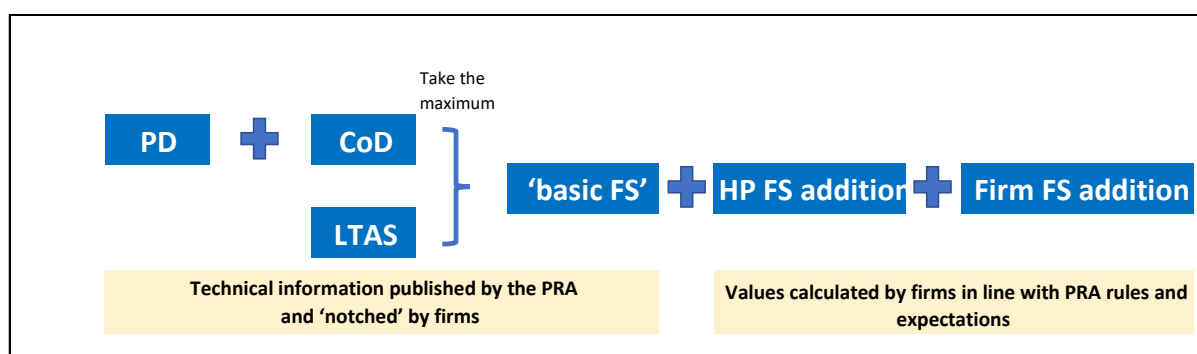 Take the
maximum
PD
CoD
LTAS
‘basic FS’
HP FS addition
Firm FS addition
Technical information published by the PRA
and ‘notched’ by firms
Values calculated by firms in line with PRA rules and
expectations